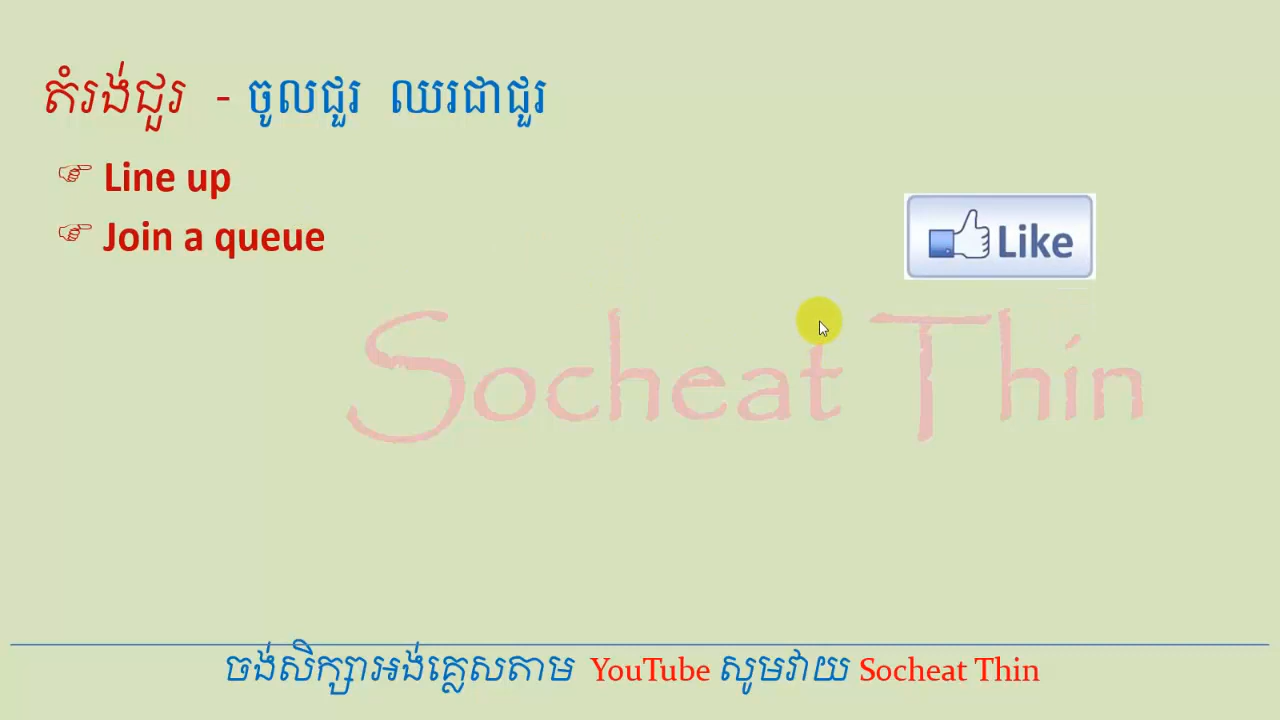 តំរង់ជួរ - ចូលជួរ ឈរជាជួរ
Line up
Join a queue
Like
Socheat Thin
ចង់សិក្សាអង់គ្លេសតាម YouTube សូមវាយ Socheat Thin